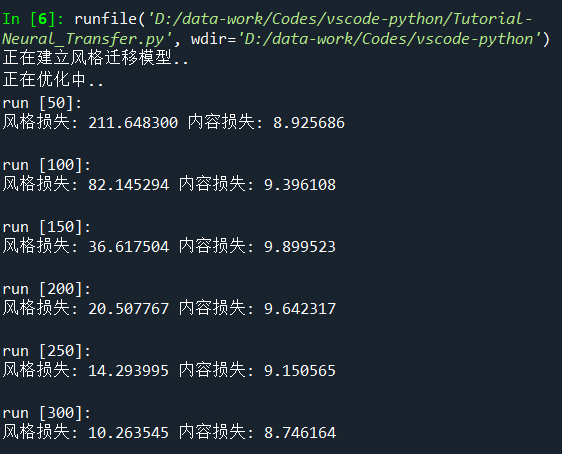 In [6]: runfile('D:/data-work/Codes/vscode-python/Tutorial-
Neural_Transfer.py', wdir='D:/data-work/Codes/vscode-python')
正在建立风格迁移模型..
正在优化中..
run [50]:
风格损失: 211.648300 内容损失: 8.925686
run [100]:
风格损失: 82.145294 内容损失: 9.396108
run [150]:
风格损失: 36.617504 内容损失: 9.899523
run [200]:
风格损失: 20.507767 内容损失: 9.642317
run [250]:
风格损失: 14.293995 内容损失: 9.150565
run [300]:
风格损失: 10.263545 内容损失: 8.746164